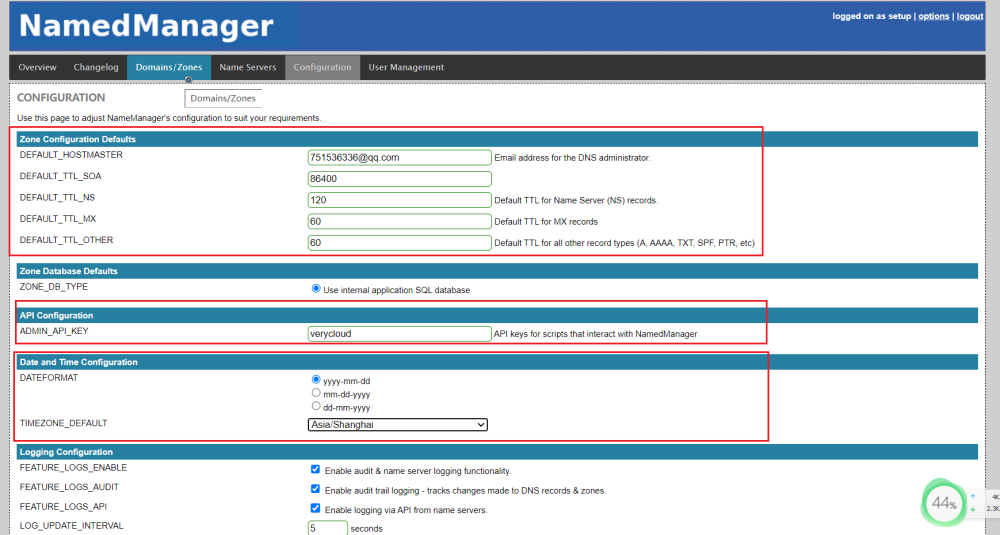 NamedManager
logged on as setup | options | logout
Overview Changelog Domains/Zones Name Servers Configuration User Management
CONFIGURATION
Domains/Zones
Use this page to adjust NameManager's configuration to suit your requirements.
Zone Configuration Defaults
DEFAULT_HOSTMASTER 751536336@qq.com Email address for the DNS administrator.
DEFAULT_TTL_SOA 86400
DEFAULT_TTL_NS 120 Default TTL for Name Server (NS) records.
DEFAULT_TTL_MX 60 Default TTL for MX records
DEFAULT_TTL_OTHER 60 Default TTL for all other record types (A, AAAA, TXT, SPF, PTR, etc)
Zone Database Defaults
ZONE_DB_TYPE Use internal application SQL database
API Configuration
ADMIN_API_KEY verycloud API keys for scripts that interact with NamedManager
Date and Time Configuration
DATEFORMAT yyyy-mm-dd
mm-dd-yyyy
dd-mm-yyyy
TIMEZONE_DEFAULT Asia/Shanghai
Logging Configuration
FEATURE_LOGS_ENABLE Enable audit & name server logging functionality.
FEATURE_LOGS_AUDIT Enable audit trail logging - tracks changes made to DNS records & zones.
FEATURE_LOGS_API Enable logging via API from name servers.
LOG_UPDATE_INTERVAL 5 seconds
44%